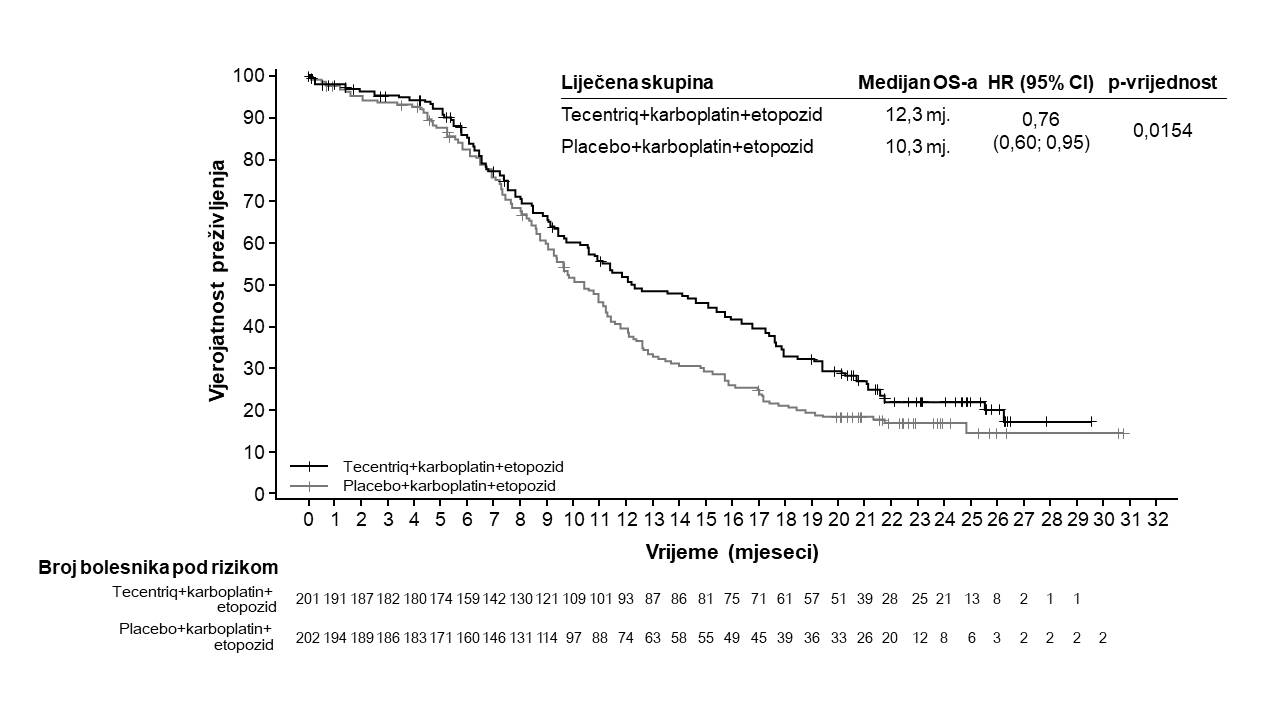 Liječena skupina Medijan OS-a HR (95% CI) p-vrijednost
Tecentriq+karboplatin+etopozid 12,3 mj. 0,76 0,0154
Placebo+karboplatin+etopozid 10,3 mj. (0,60; 0,95)
Vjerojatnost preživljenja
100
90
80
70
60
50
40
30
20
10
0
Tecentriq+karboplatin+etopozid
Placebo+karboplatin+etopozid
0 1 2 3 4 5 6 7 8 9 10 11 12 13 14 15 16 17 18 19 20 21 22 23 24 25 26 27 28 29 30 31 32
Vrijeme (mjeseci)
Broj bolesnika pod rizikom
Tecentriq+karboplatin+
etopozid 201 191 187 182 180 174 159 142 130 121 109 101 93 87 86 81 75 71 61 57 51 39 28 25 21 13 8 2 1 1
Placebo+karboplatin+
etopozid 202 194 189 186 183 171 160 146 131 114 97 88 74 63 58 55 49 45 39 36 33 26 20 12 8 6 3 2 2 2 2